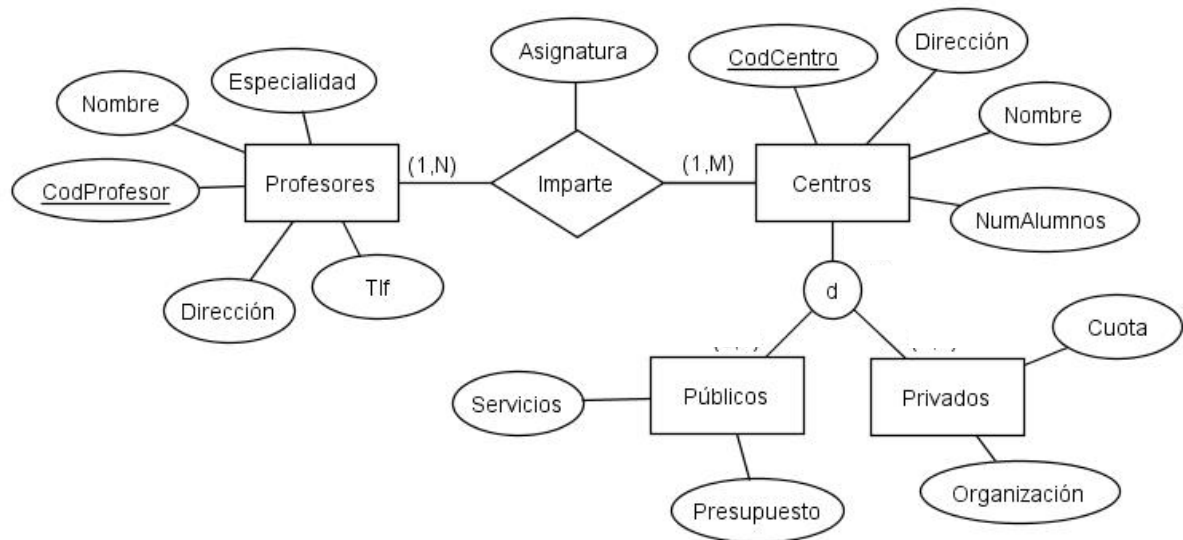 Asignatura
CodCentro
Dirección
Especialidad
Nombre
Nombre
(1,N)
(1,M)
Profesores
Imparte
Centros
CodProfesor
NumAlumnos
Tlf
Dirección
d
Cuota
Servicios
Públicos
Privados
Presupuesto
Organización